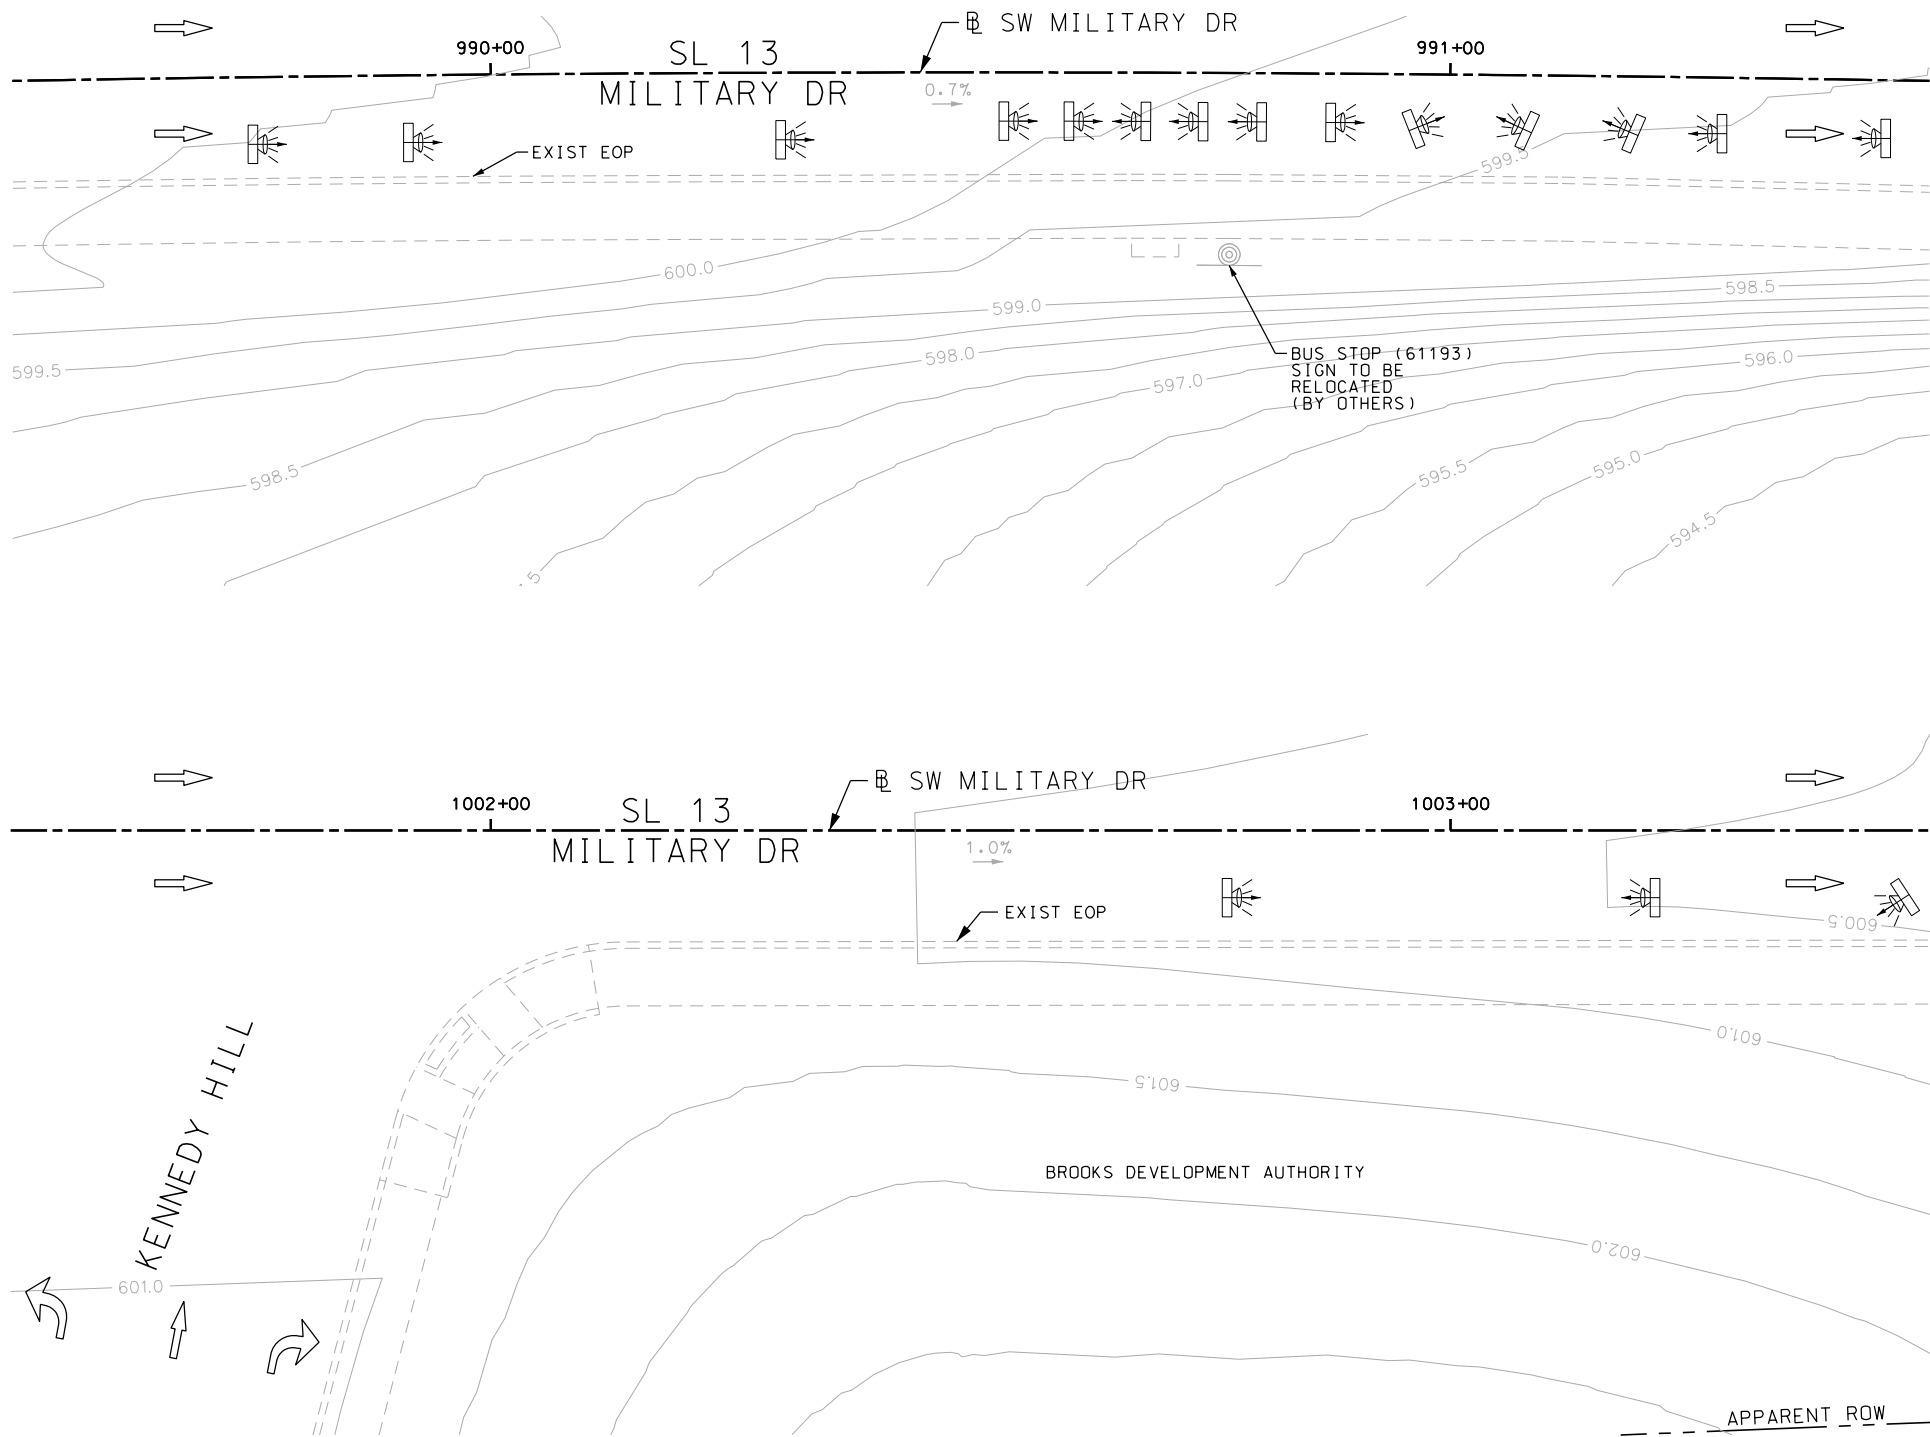 ℄ SW MILITARY DR
990+00
SL 13
991+00
MILITARY DR
0.7%
EXIST EOP
599.5
600.0
598.5
599.0
BUS STOP (61193)
SIGN TO BE
RELOCATED
(BY OTHERS)
598.0
596.0
599.5
597.0
598.5
595.5
595.0
594.5
.5
SW MILITARY DR
1002+00
SL 13
1003+00
MILITARY DR
1.0%
EXIST EOP
600.5
KENNEDY HILL
601.0
601.5
BROOKS DEVELOPMENT AUTHORITY
602.0
601.0
APPARENT ROW